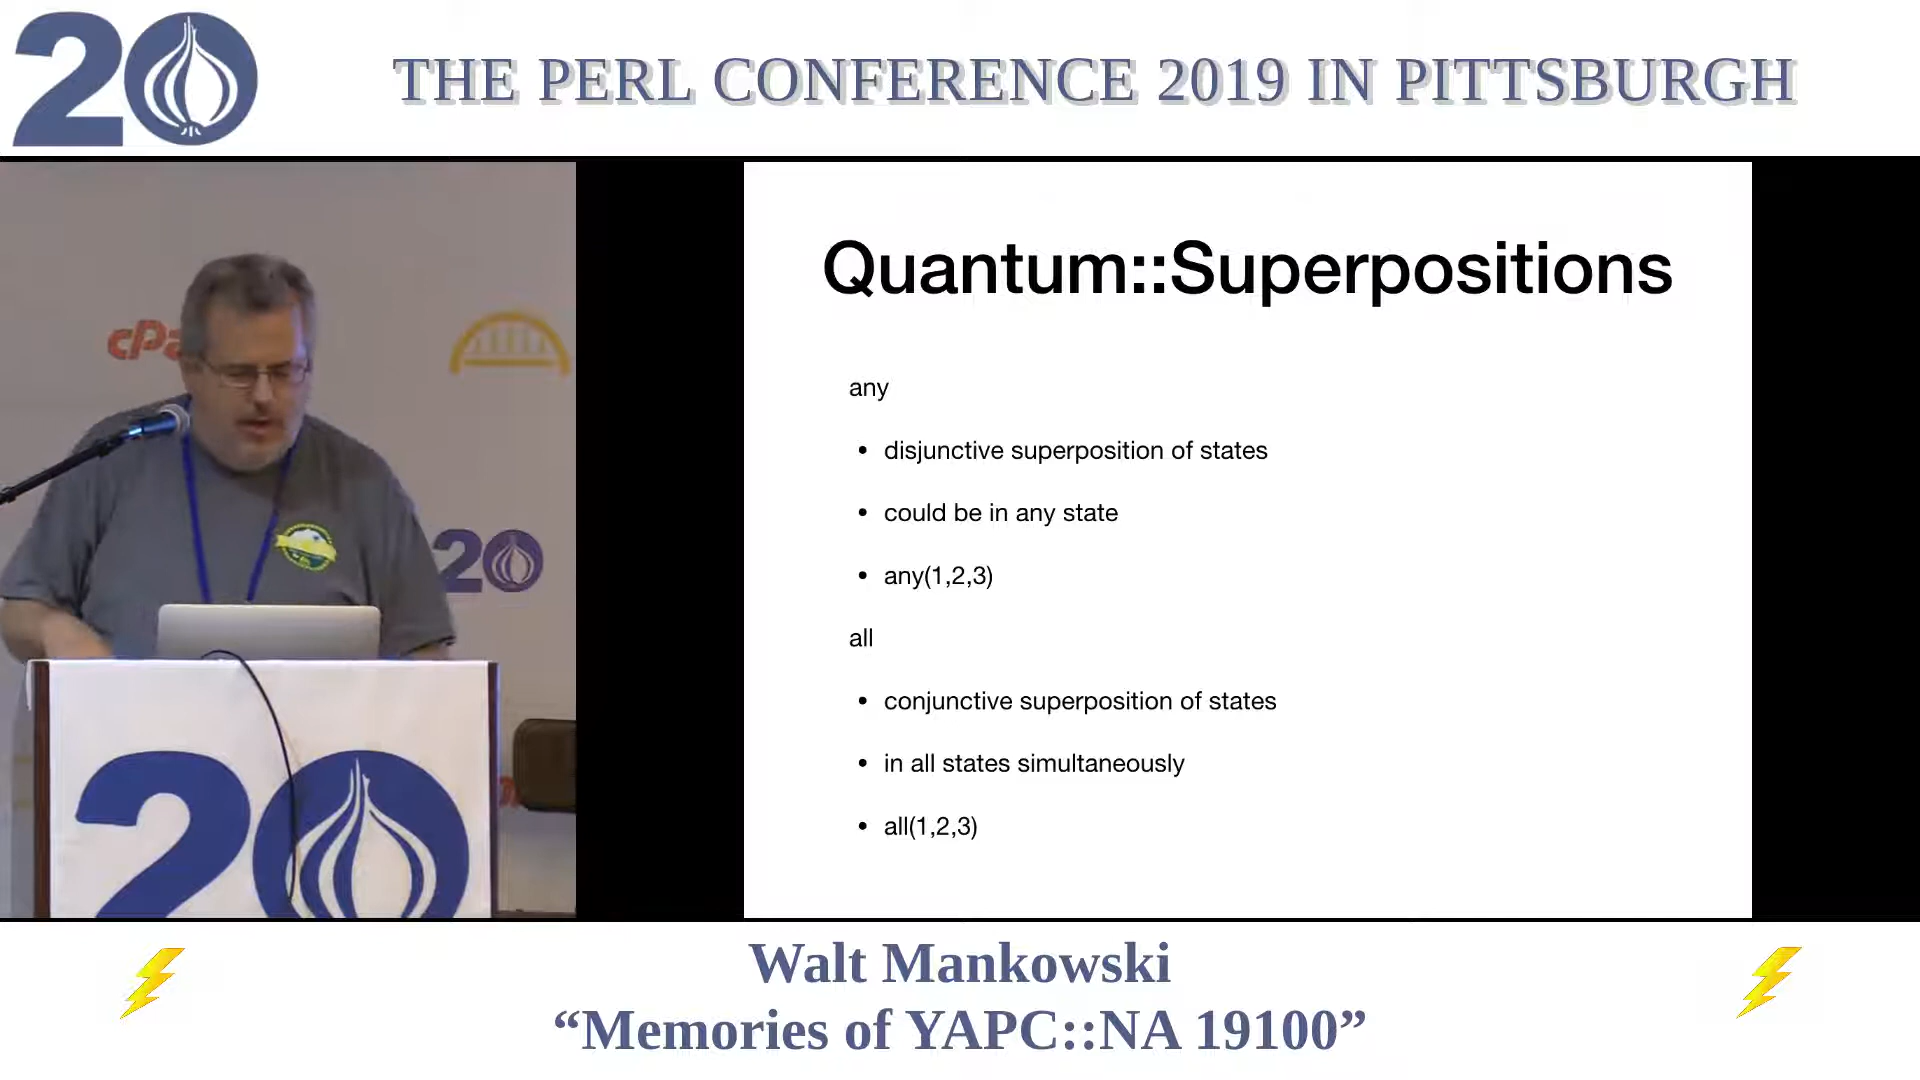 20
THE PERL CONFERENCE 2019 IN PITTSBURGH
cPa
20
20
Quantum::Superpositions
any
• disjunctive superposition of states
• could be in any state
• any(1,2,3)
all
• conjunctive superposition of states
• in all states simultaneously
• all(1,2,3)
Walt Mankowski
“Memories of YAPC::NA 19100”